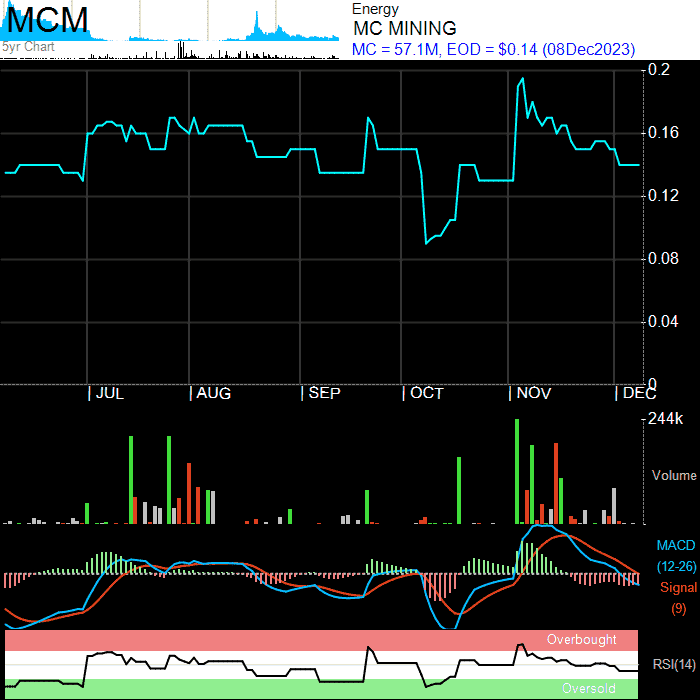 MCM
5yr Chart
Energy
MC MINING
MC = 57.1M, EOD = $0.14 (08Dec2023)
0.2
0.16
0.12
0.08
0.04
0
JUL AUG SEP OCT NOV DEC
244k
Volume
MACD
(12-26)
Signal
(9)
Overbought
RSI(14)
Oversold